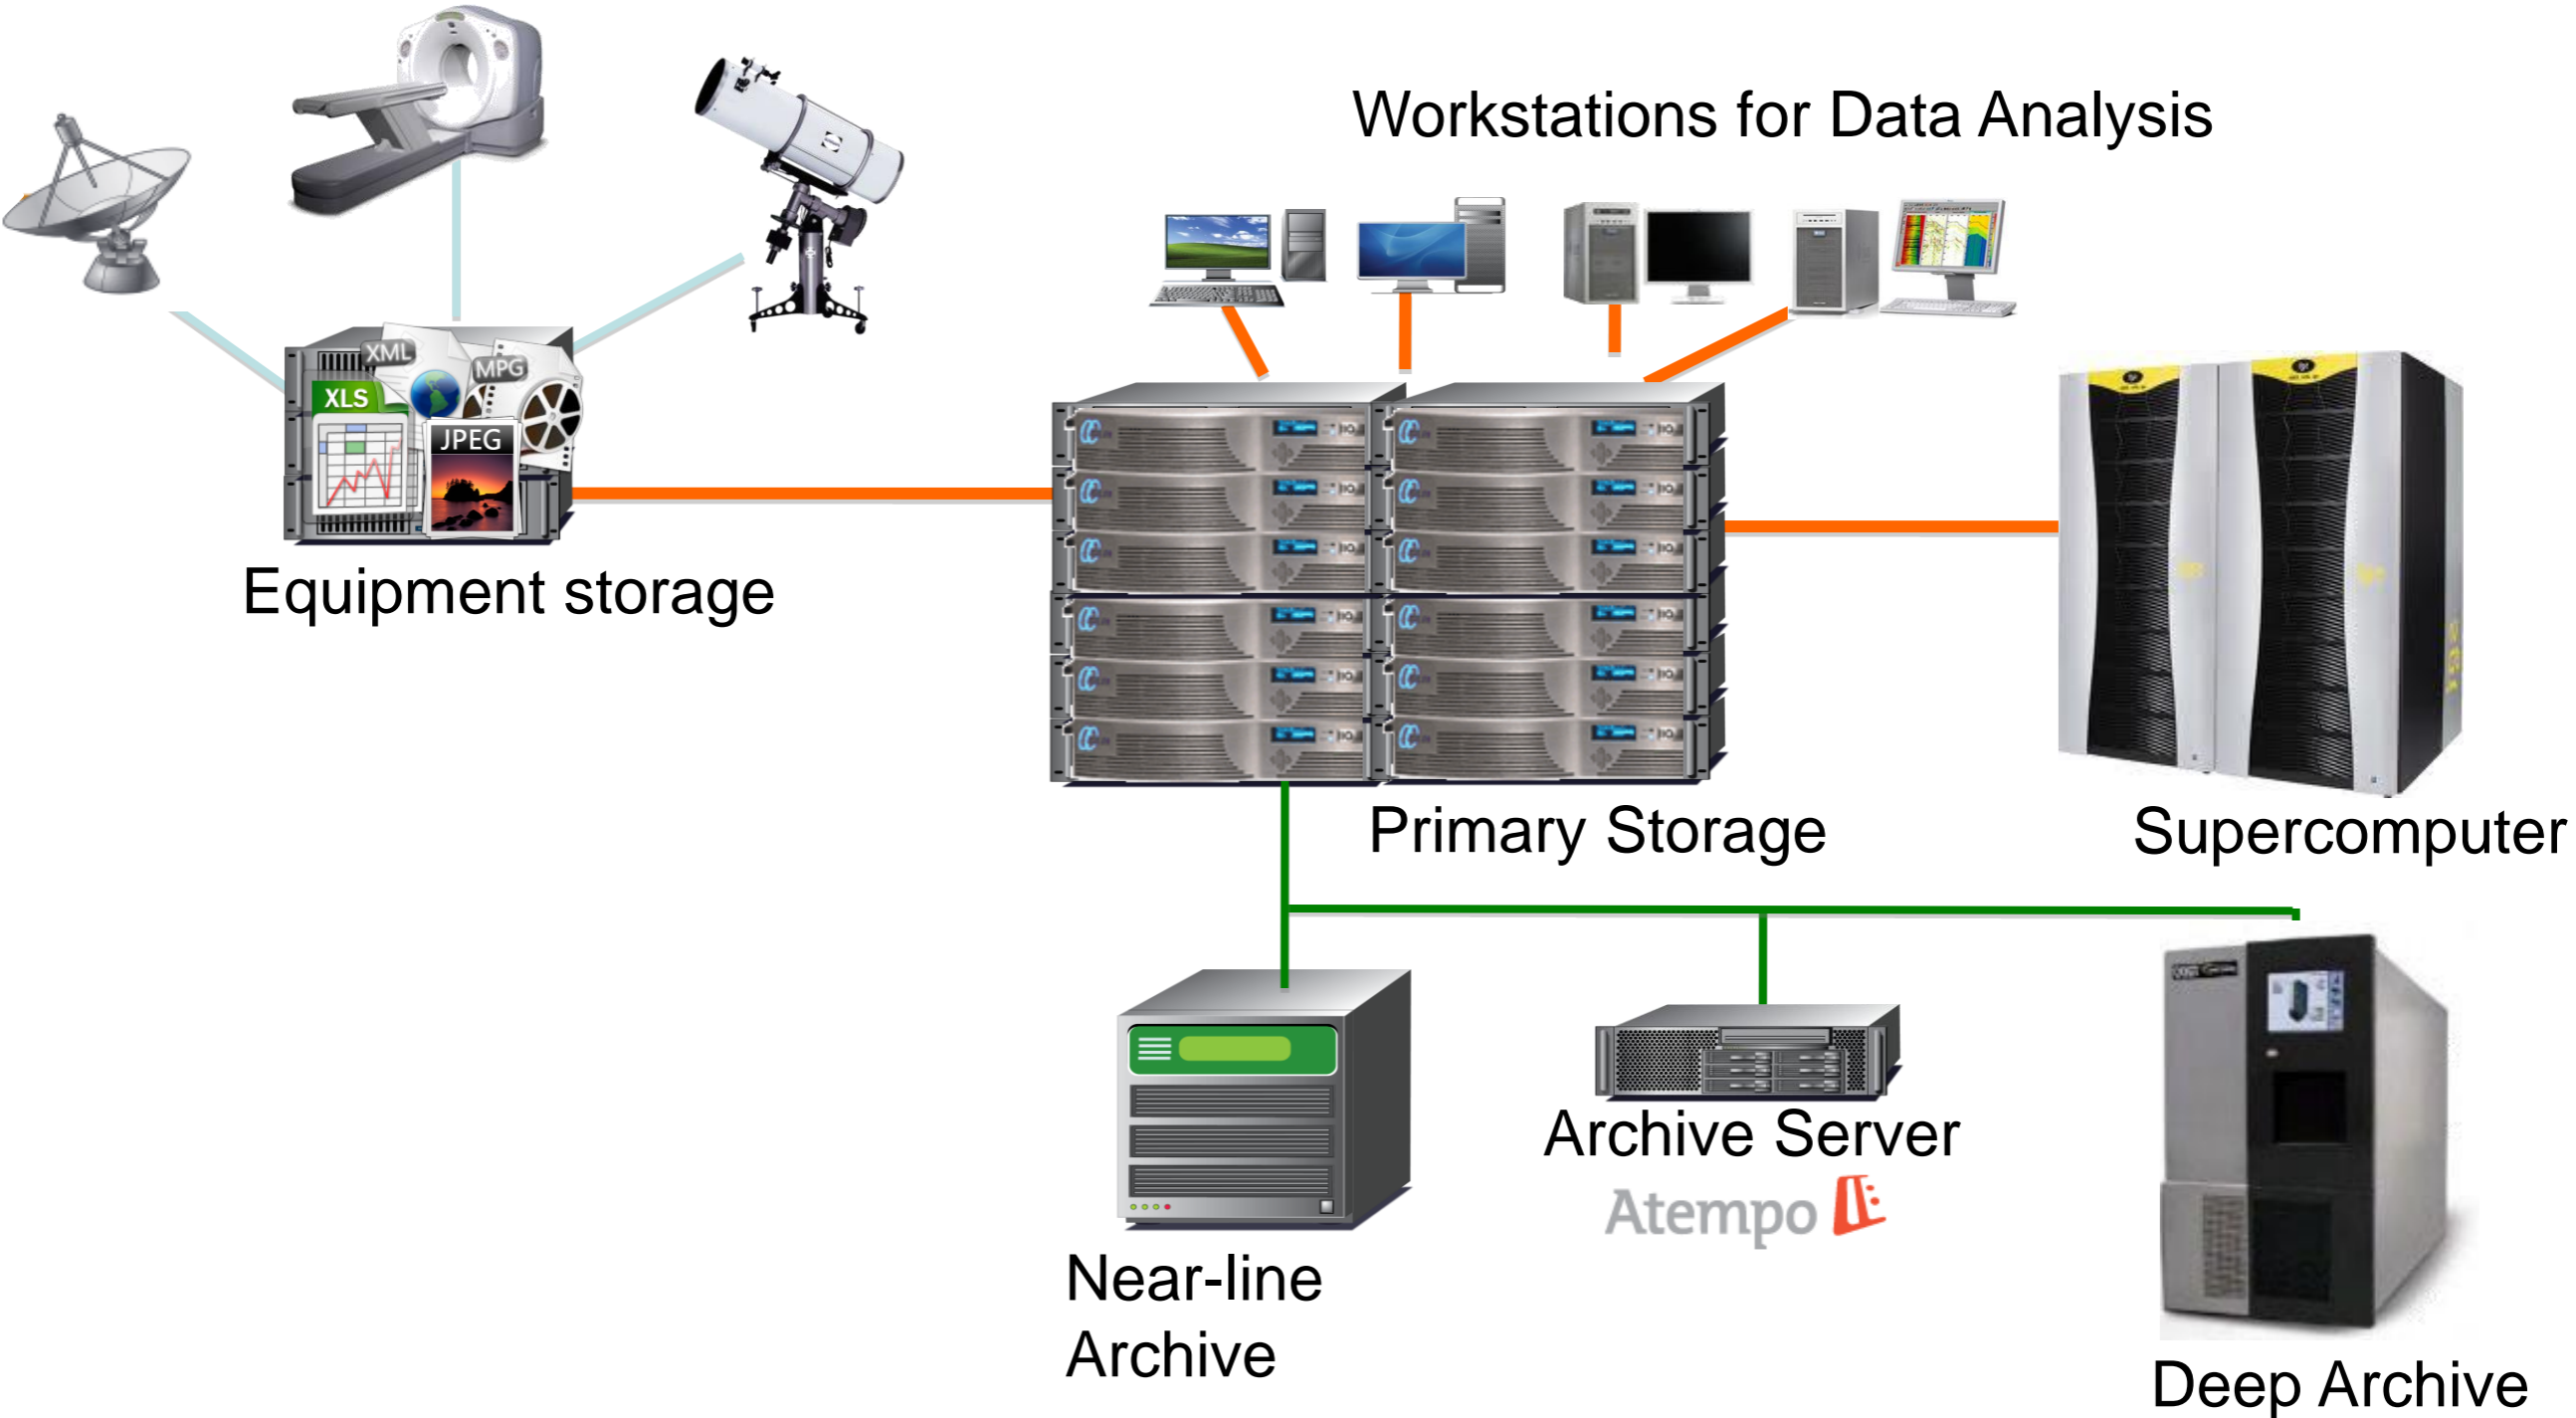 Workstations for Data Analysis
XML
MPG
XLS
JPEG
Equipment storage
Primary Storage
Supercomputer
Archive Server
Atempo
Near-line
Archive
Deep Archive